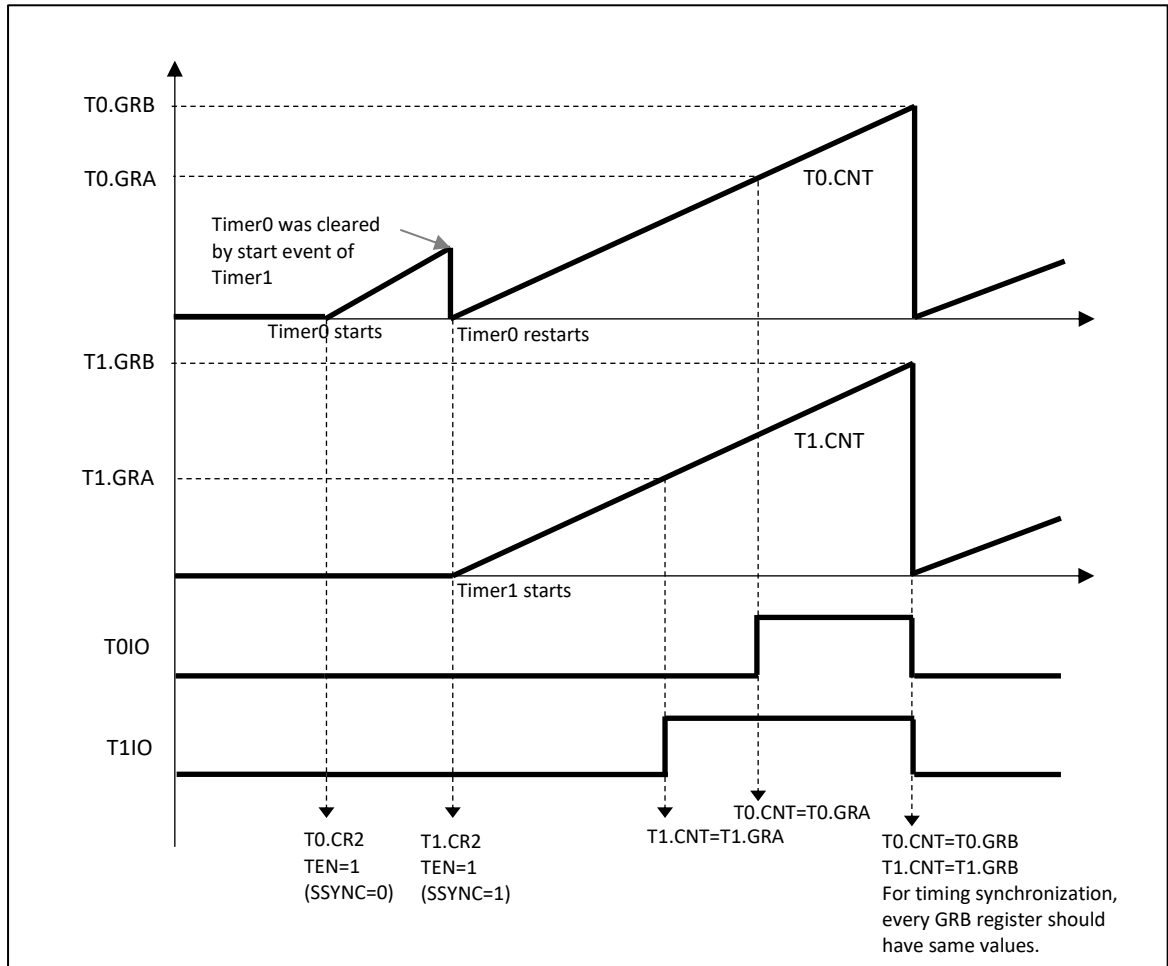 T0.GRB
T0.GRA
T0.CNT
Timer0 was cleared
by start event of
Timer1
Timer0 starts
Timer0 restarts
T1.GRB
T1.CNT
T1.GRA
Timer1 starts
T0IO
T1IO
T0.CR2
TEN=1
(SSYNC=0)
T1.CR2
TEN=1
(SSYNC=1)
T1.CNT=T1.GRA
T0.CNT=T0.GRA
T0.CNT=T0.GRB
T1.CNT=T1.GRB
For timing synchronization,
every GRB register should
have same values.